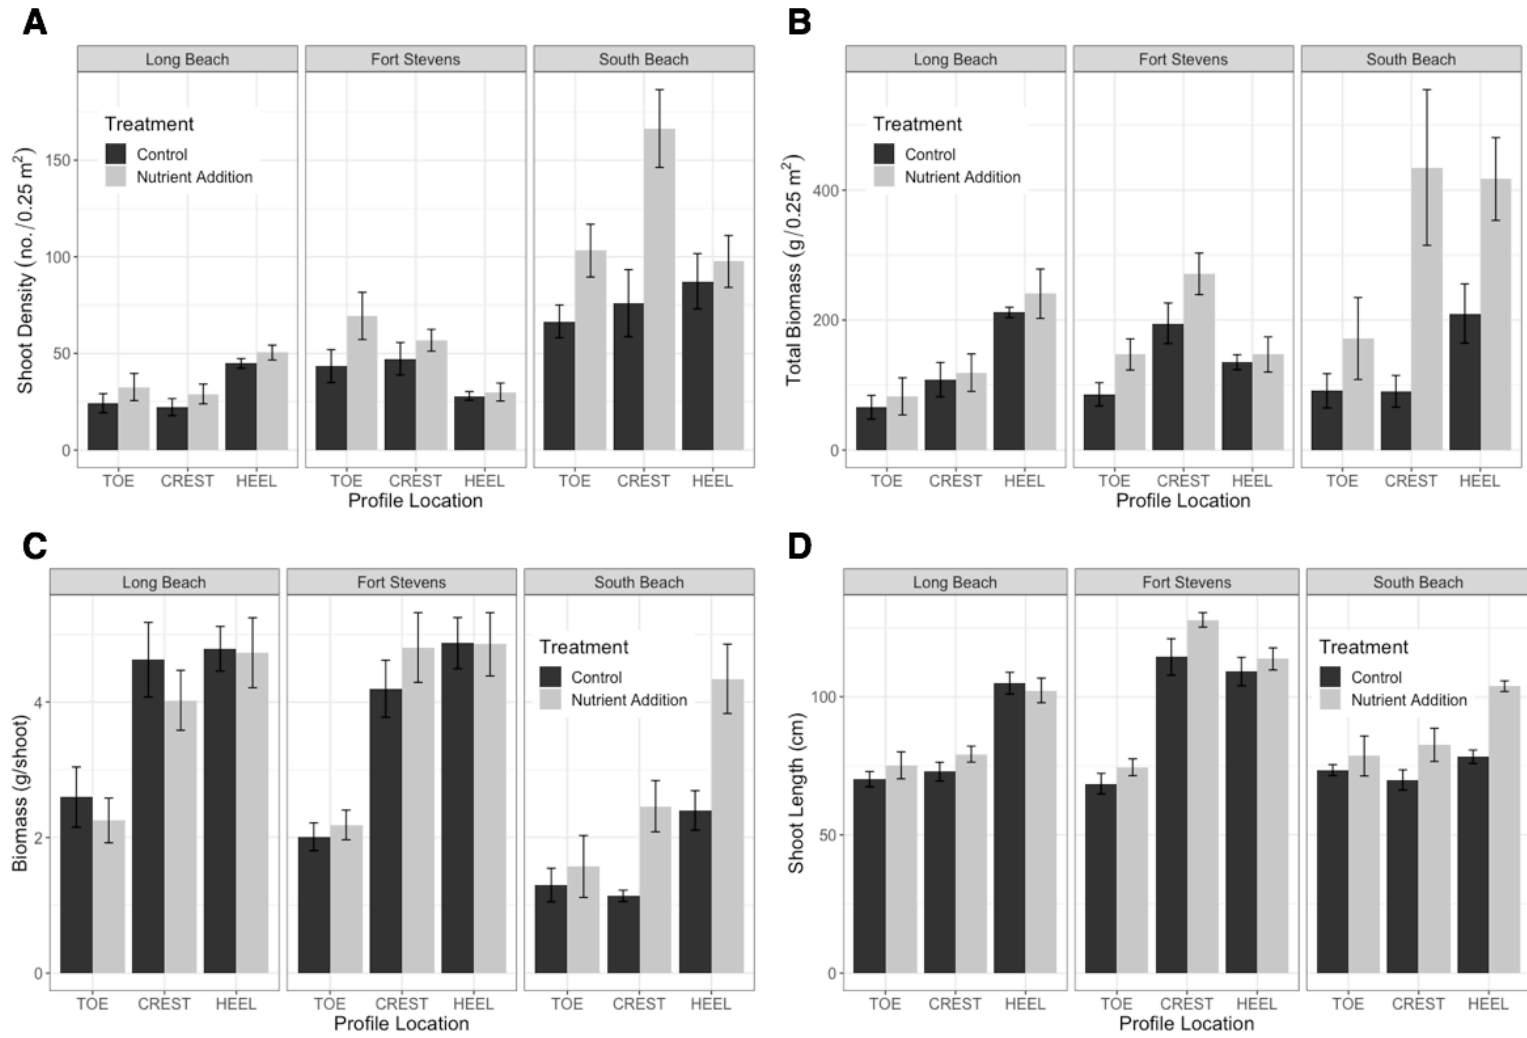 A
Long Beach
Fort Stevens
South Beach
Treatment
Control
Nutrient Addition
Shoot Density (no./0.25 m²)
150
100
50
0
TOE CREST HEEL
TOE CREST HEEL
TOE CREST HEEL
Profile Location
B
Long Beach
Fort Stevens
South Beach
Treatment
Control
Nutrient Addition
Total Biomass (g/0.25 m²)
400
200
0
TOE CREST HEEL
TOE CREST HEEL
TOE CREST HEEL
Profile Location
C
Long Beach
Fort Stevens
South Beach
Treatment
Control
Nutrient Addition
Biomass (g/shoot)
4
2
0
TOE CREST HEEL
TOE CREST HEEL
TOE CREST HEEL
Profile Location
D
Long Beach
Fort Stevens
South Beach
Treatment
Control
Nutrient Addition
Shoot Length (cm)
100
50
0
TOE CREST HEEL
TOE CREST HEEL
TOE CREST HEEL
Profile Location